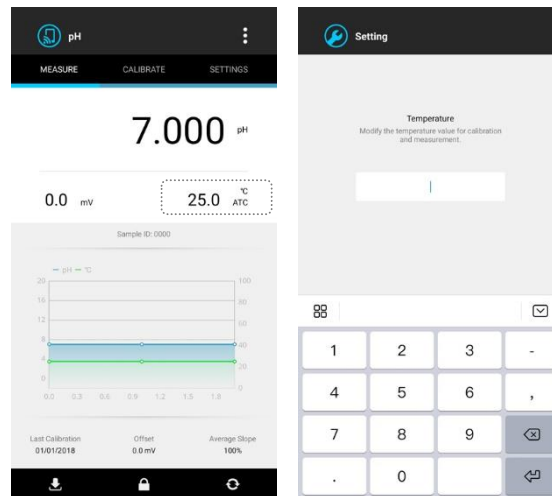 pH
MEASURE CALIBRATE SETTINGS
7.000 pH
0.0 mV 25.0 °C ATC
Sample ID: 0000
pH °C
20 100
16 80
12 60
8 40
4 20
0 0
0.0 0.3 0.6 0.9 1.2 1.5 1.8
Last Calibration Offset Average Slope
01/01/2018 0.0 mV 100%
Setting
Temperature
Modify the temperature value for calibration
and measurement.
1 2 3 -
4 5 6 ,
7 8 9
. 0